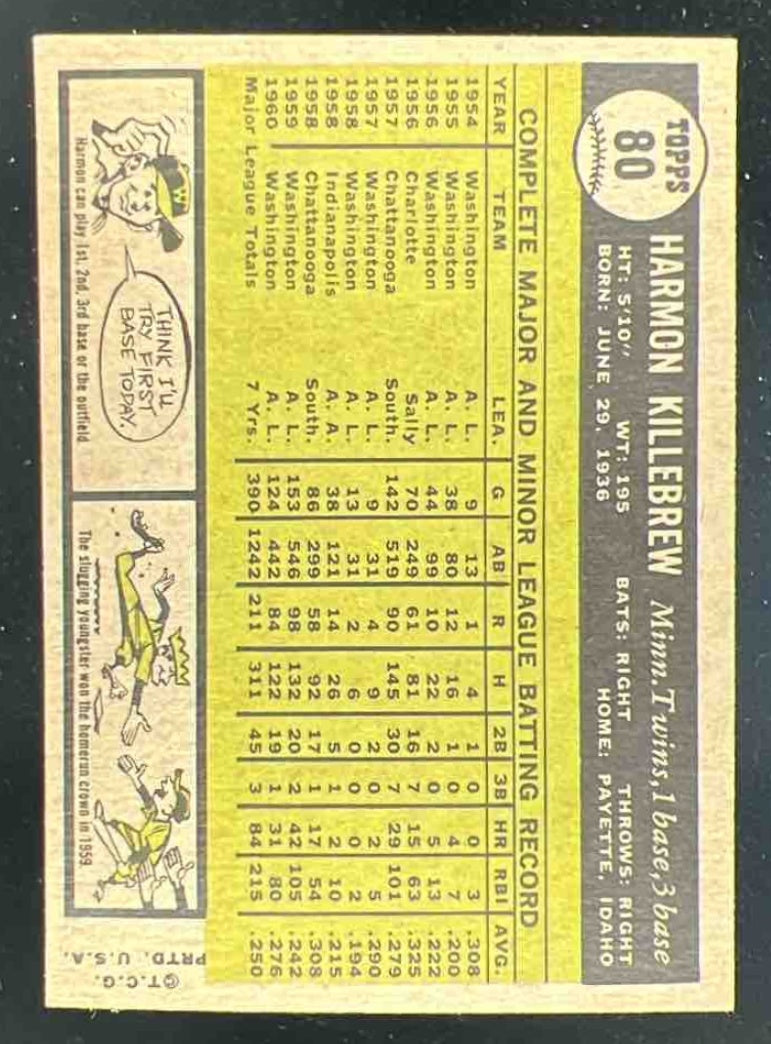 TOPPS
80
HARMON KILLEBREW Minn. Twins, 1 base, 3 base
HT: 5'10" WT: 195 BATS: RIGHT THROWS: RIGHT
BORN: JUNE 29, 1936 HOME: PAYETTE, IDAHO
COMPLETE MAJOR AND MINOR LEAGUE BATTING RECORD
YEAR TEAM LEA. G AB R H 2B 3B HR RBI AVG.
1954 Washington A. L. 9 13 1 4 1 0 0 3 .308
1955 Washington A. L. 38 80 12 16 1 0 4 7 .200
1956 Washington A. L. 44 99 10 22 2 0 5 13 .222
1956 Charlotte Sally 70 249 61 81 16 7 15 63 .325
1957 Chattanooga South. 142 519 90 145 30 7 29 101 .279
1957 Washington A. L. 9 31 4 9 2 0 2 5 .290
1958 Washington A. L. 13 31 2 6 0 0 0 2 .194
1958 Indianapolis A. A. 38 121 14 26 5 1 2 10 .215
1958 Chattanooga South. 86 299 58 92 17 1 17 54 .308
1959 Washington A. L. 153 546 98 132 20 2 42 105 .242
1960 Washington A. L. 124 442 84 122 19 1 31 80 .276
Major League Totals 7 Yrs. 390 1242 211 311 45 3 84 215 .250
W
THINK I'LL
TRY FIRST
BASE TODAY.
Harmon can play 1st, 2nd, 3rd base or the outfield
The slugging youngster won the homerun crown in 1959.
©T.C.G.
PRTD. U.S.A.